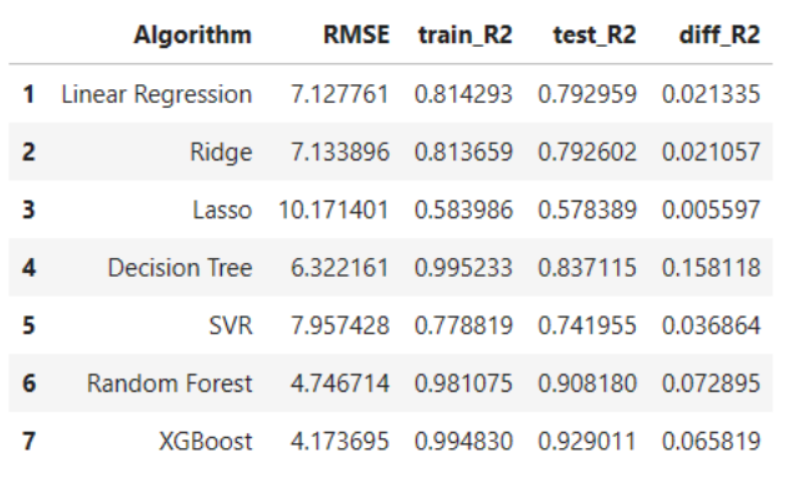 Algorithm RMSE train_R2 test_R2 diff_R2
1 Linear Regression 7.127761 0.814293 0.792959 0.021335
2 Ridge 7.133896 0.813659 0.792602 0.021057
3 Lasso 10.171401 0.583986 0.578389 0.005597
4 Decision Tree 6.322161 0.995233 0.837115 0.158118
5 SVR 7.957428 0.778819 0.741955 0.036864
6 Random Forest 4.746714 0.981075 0.908180 0.072895
7 XGBoost 4.173695 0.994830 0.929011 0.065819